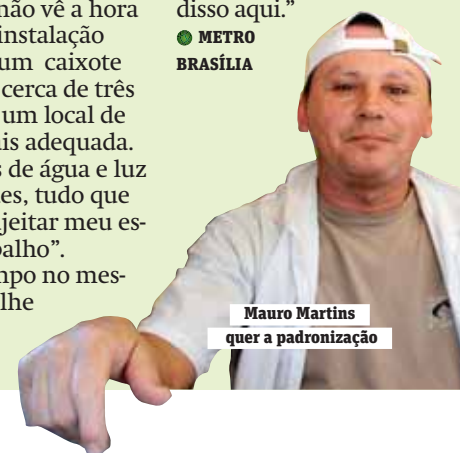 não vê a hora
instalação
um caixote
cerca de três
um local de
is adequada.
s de água e luz
es, tudo que
jeitar meu es-
balho”.
mpo no mes-
lhe
disso aqui.”
METRO
BRASÍLIA
Mauro Martins
quer a padronização